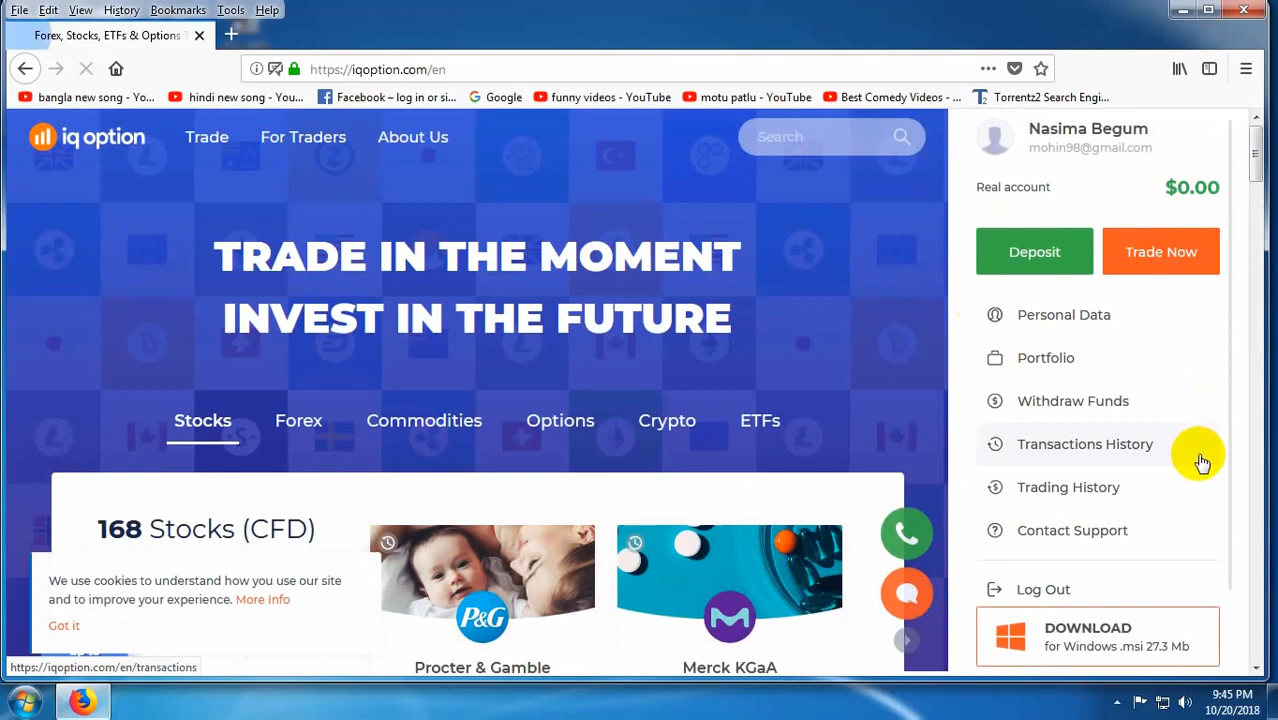 File Edit View History Bookmarks Tools Help
Forex, Stocks, ETFs & Options T
https://iqoption.com/en
bangla new song - Yo... hindi new song - You... Facebook – log in or si... Google funny videos - YouTube motu patlu - YouTube Best Comedy Videos - ... Torrentz2 Search Engi...
iq option Trade For Traders About Us Search
Nasima Begum
mohin98@gmail.com
Real account $0.00
Deposit Trade Now
TRADE IN THE MOMENT
INVEST IN THE FUTURE
Personal Data
Portfolio
Withdraw Funds
Transactions History
Trading History
Contact Support
Log Out
DOWNLOAD
for Windows .msi 27.3 Mb
Stocks Forex Commodities Options Crypto ETFs
168 Stocks (CFD)
P&G
Procter & Gamble
Merck KGaA
We use cookies to understand how you use our site
and to improve your experience. More Info
Got it
https://iqoption.com/en/transactions
9:45 PM
10/20/2018